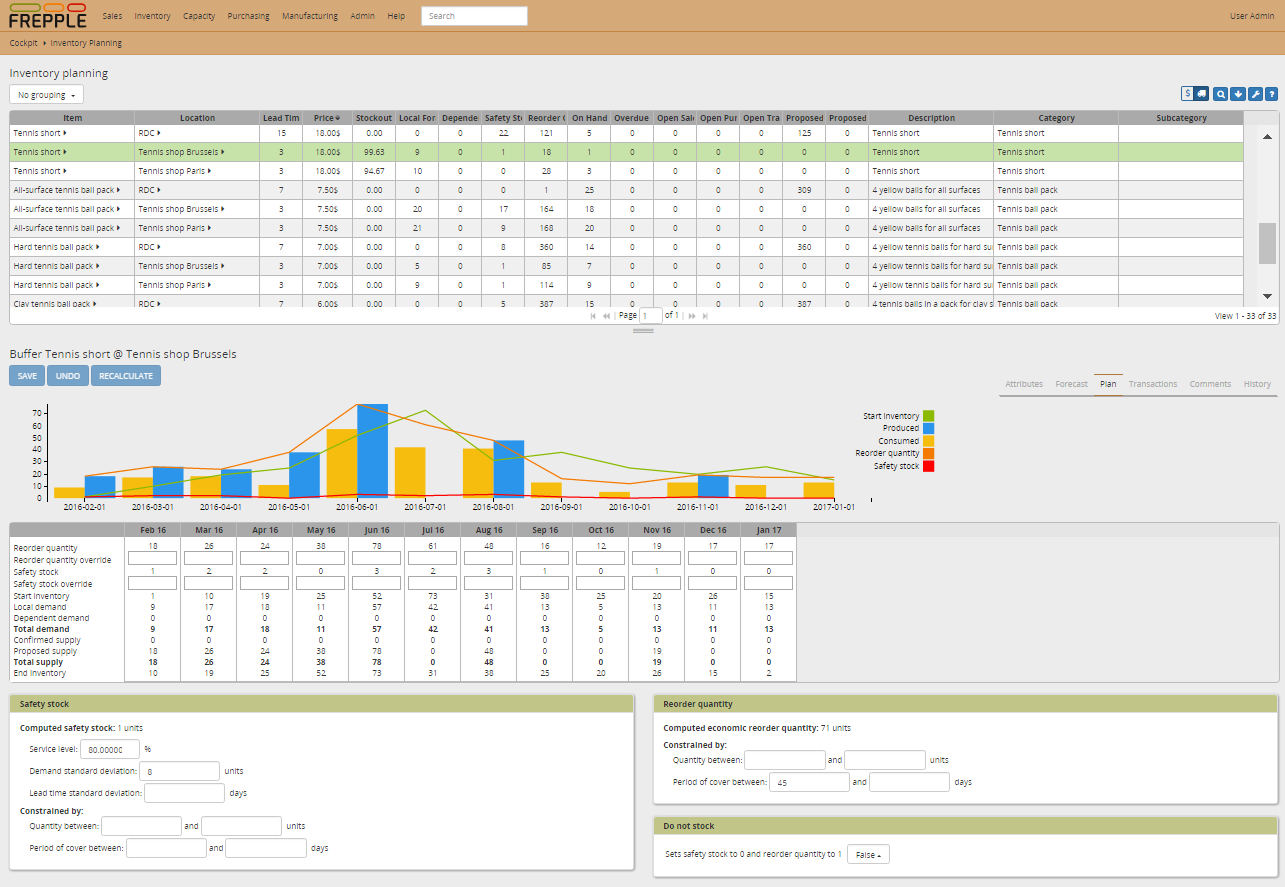 FREPPLE Sales Inventory Capacity Purchasing Manufacturing Admin Help Search User Admin
Cockpit Inventory Planning
Inventory planning
No grouping
$ ?
Item Location Lead Tim Price Stockout Local For Depende Safety St Reorder On Hand Overdue Open Sal Open Pur Open Tra Proposed Proposed Description Category Subcategory
Tennis short RDC 15 18.00$ 0.00 0 0 22 121 5 0 0 0 0 125 0 Tennis short Tennis short
Tennis short Tennis shop Brussels 3 18.00$ 99.63 9 0 1 18 1 0 0 0 0 0 0 Tennis short Tennis short
Tennis short Tennis shop Paris 3 18.00$ 94.67 10 0 0 28 3 0 0 0 0 0 0 Tennis short Tennis short
All-surface tennis ball pack RDC 7 7.50$ 0.00 0 0 0 1 25 0 0 0 0 309 0 4 yellow balls for all surfaces Tennis ball pack
All-surface tennis ball pack Tennis shop Brussels 3 7.50$ 0.00 20 0 17 164 18 0 0 0 0 0 0 4 yellow balls for all surfaces Tennis ball pack
All-surface tennis ball pack Tennis shop Paris 3 7.50$ 0.00 21 0 9 168 20 0 0 0 0 0 0 4 yellow balls for all surfaces Tennis ball pack
Hard tennis ball pack RDC 7 7.00$ 0.00 0 0 8 360 14 0 0 0 0 360 0 4 yellow tennis balls for hard su Tennis ball pack
Hard tennis ball pack Tennis shop Brussels 3 7.00$ 0.00 5 0 1 85 7 0 0 0 0 0 0 4 yellow tennis balls for hard su Tennis ball pack
Hard tennis ball pack Tennis shop Paris 3 7.00$ 0.00 9 0 1 114 9 0 0 0 0 0 0 4 yellow tennis balls for hard su Tennis ball pack
Clay tennis ball pack RDC 7 6.00$ 0.00 0 0 5 387 15 0 0 0 0 387 0 4 tennis balls in a pack for clay s Tennis ball pack
Page 1 of 1 View 1 - 33 of 33
Buffer Tennis short @ Tennis shop Brussels
SAVE UNDO RECALCULATE
Attributes Forecast Plan Transactions Comments History
70
60
50
40
30
20
10
0
2016-02-01 2016-03-01 2016-04-01 2016-05-01 2016-06-01 2016-07-01 2016-08-01 2016-09-01 2016-10-01 2016-11-01 2016-12-01 2017-01-01
Start inventory
Produced
Consumed
Reorder quantity
Safety stock
Feb 16 Mar 16 Apr 16 May 16 Jun 16 Jul 16 Aug 16 Sep 16 Oct 16 Nov 16 Dec 16 Jan 17
Reorder quantity 18 26 24 38 78 61 48 16 12 19 17 17
Reorder quantity override
Safety stock 1 2 2 0 3 2 3 1 0 1 0 0
Safety stock override
Start inventory 1 10 19 25 52 73 31 38 25 20 26 15
Local demand 9 17 18 11 57 42 41 13 5 13 11 13
Dependent demand 0 0 0 0 0 0 0 0 0 0 0 0
Total demand 9 17 18 11 57 42 41 13 5 13 11 13
Confirmed supply 0 0 0 0 0 0 0 0 0 0 0 0
Proposed supply 18 26 24 38 78 0 48 0 0 19 0 0
Total supply 18 26 24 38 78 0 48 0 0 19 0 0
End inventory 10 19 25 52 73 31 38 25 20 26 15 2
Safety stock
Computed safety stock: 1 units
Service level: 80.00000 %
Demand standard deviation: 8 units
Lead time standard deviation: days
Constrained by:
Quantity between: and units
Period of cover between: and days
Reorder quantity
Computed economic reorder quantity: 71 units
Constrained by:
Quantity between: and units
Period of cover between: 45 and days
Do not stock
Sets safety stock to 0 and reorder quantity to 1 False